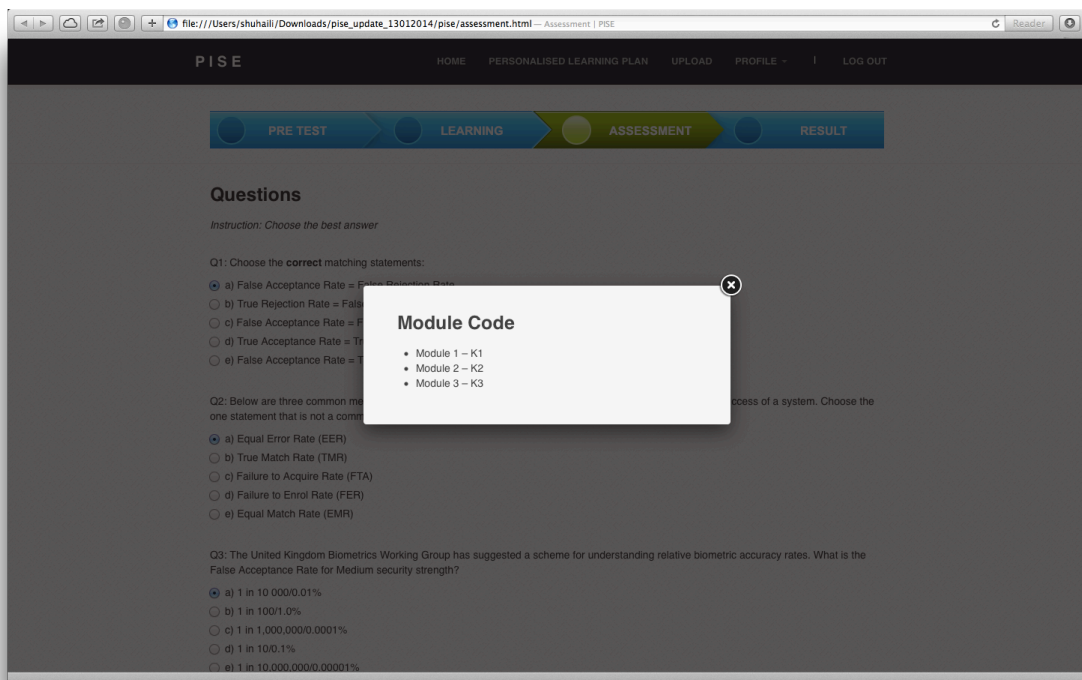 file:///Users/shuhaili/Downloads/pise_update_13012014/pise/assessment.html — Assessment | PISE
Reader
PISE
HOME PERSONALISED LEARNING PLAN UPLOAD PROFILE | LOG OUT
PRE TEST LEARNING ASSESSMENT RESULT
Questions
Instruction: Choose the best answer
Q1: Choose the correct matching statements:
a) False Acceptance Rate = False Rejection Rate
b) True Rejection Rate = False
c) False Acceptance Rate = F
d) True Acceptance Rate = Tr
e) False Acceptance Rate = T
Module Code
• Module 1 – K1
• Module 2 – K2
• Module 3 – K3
Q2: Below are three common me ccess of a system. Choose the
one statement that is not a comm
a) Equal Error Rate (EER)
b) True Match Rate (TMR)
c) Failure to Acquire Rate (FTA)
d) Failure to Enrol Rate (FER)
e) Equal Match Rate (EMR)
Q3: The United Kingdom Biometrics Working Group has suggested a scheme for understanding relative biometric accuracy rates. What is the
False Acceptance Rate for Medium security strength?
a) 1 in 10 000/0.01%
b) 1 in 100/1.0%
c) 1 in 1,000,000/0.0001%
d) 1 in 10/0.1%
e) 1 in 10,000,000/0.00001%